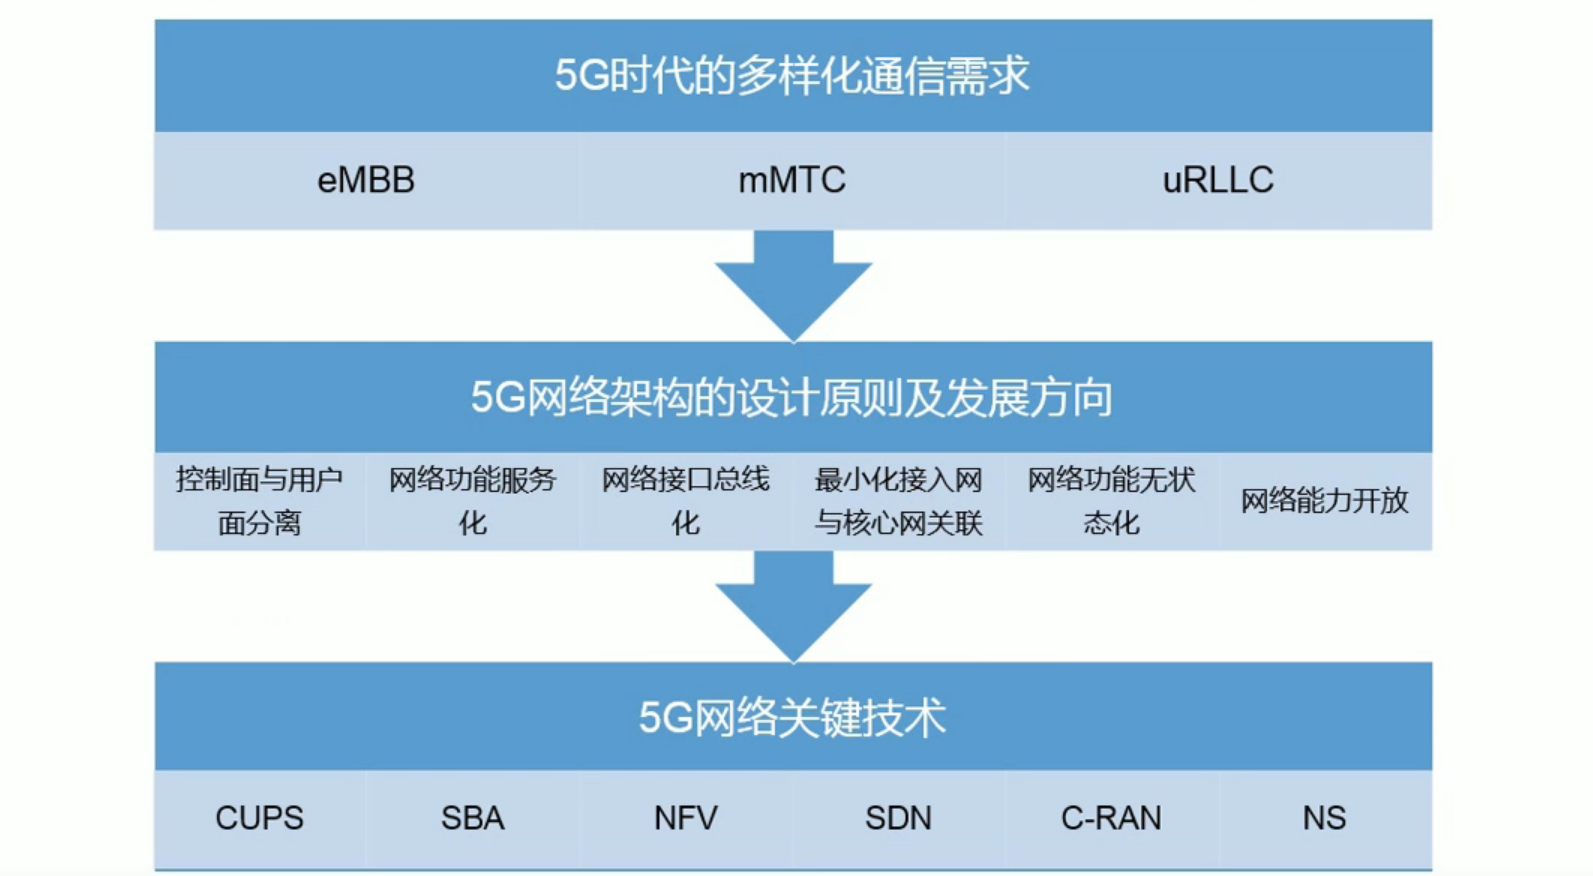 5G时代的多样化通信需求
eMBB
mMTC
uRLLC
5G网络架构的设计原则及发展方向
控制面与用户
面分离
网络功能服务
化
网络接口总线
化
最小化接入网
与核心网关联
网络功能无状
态化
网络能力开放
5G网络关键技术
CUPS
SBA
NFV
SDN
C-RAN
NS